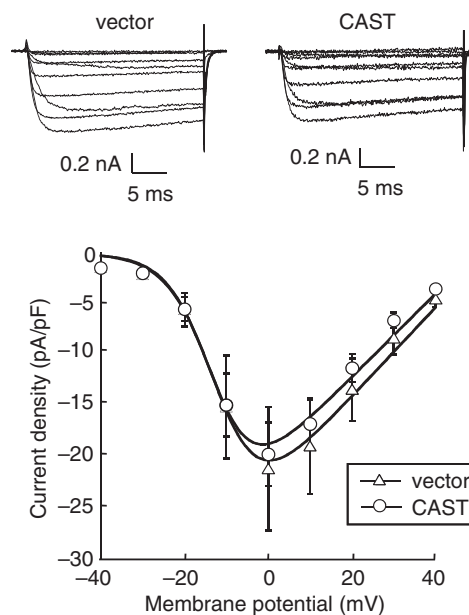 vector
CAST
0.2 nA
5 ms
0.2 nA
5 ms
Current density (pA/pF)
0
–5
–10
–15
–20
–25
–30
–40
–20
0
20
40
Membrane potential (mV)
vector
CAST